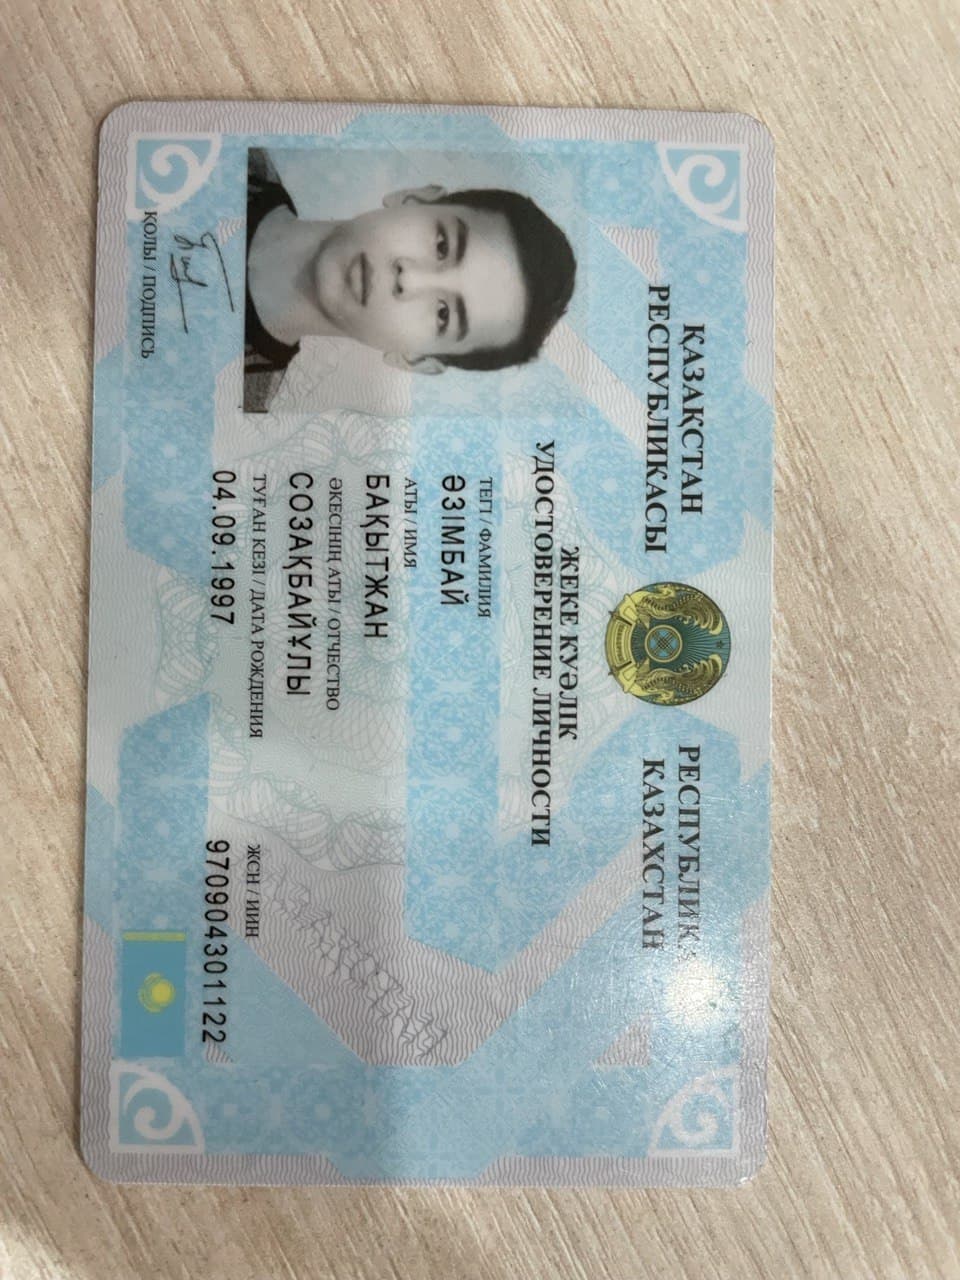 ҚАЗАҚСТАН
РЕСПУБЛИКАСЫ
РЕСПУБЛИКА
КАЗАХСТАН
ЖЕКЕ КУӘЛІК
УДОСТОВЕРЕНИЕ ЛИЧНОСТИ
ТЕГІ / ФАМИЛИЯ
ӘЗІМБАЙ
АТЫ / ИМЯ
БАҚЫТЖАН
ӘКЕСІНІҢ АТЫ / ОТЧЕСТВО
СОЗАҚБАЙҰЛЫ
ТУҒАН КЕЗІ / ДАТА РОЖДЕНИЯ
04.09.1997
ЖСН / ИИН
970904301122
ҚОЛЫ / ПОДПИСЬ